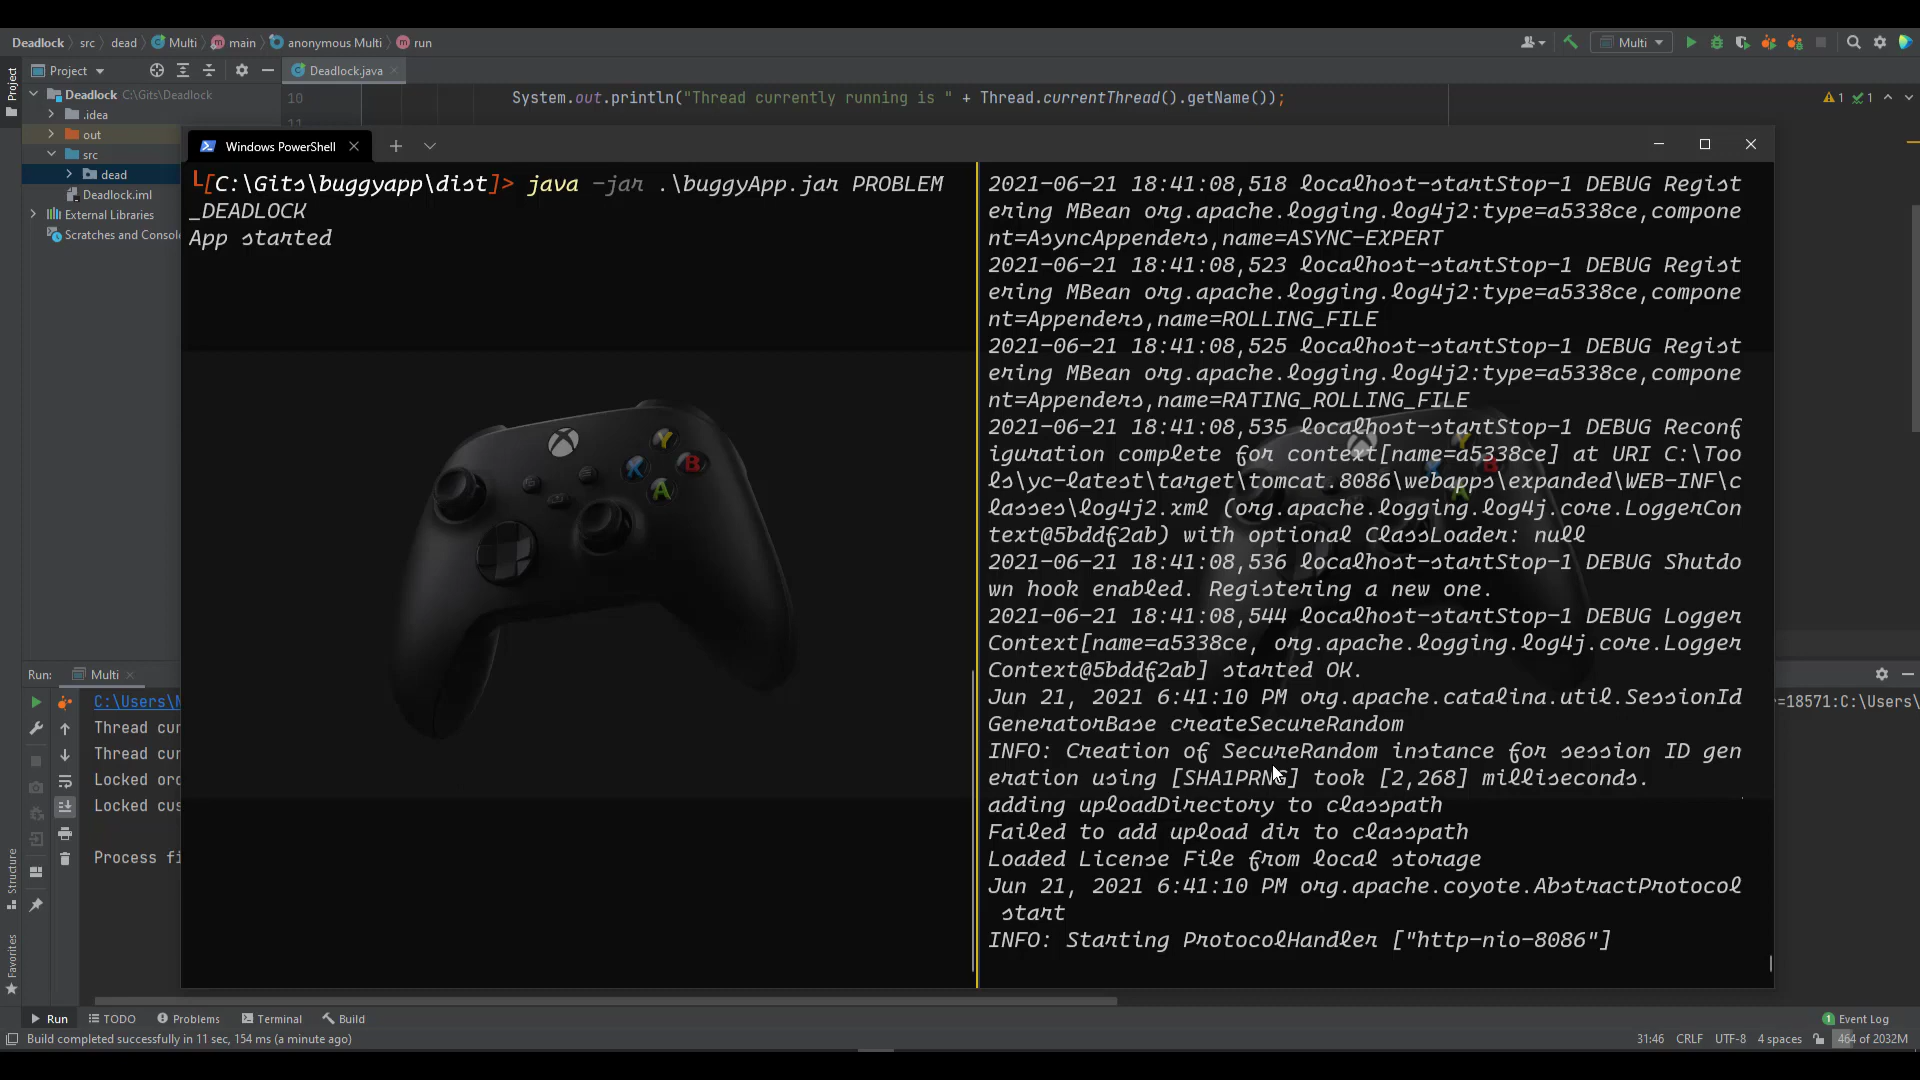 Deadlock src dead Multi main anonymous Multi run
Multi
Project
Deadlock.java
Project
Deadlock C:\Gits\Deadlock
.idea
out
src
dead
Deadlock.iml
External Libraries
Scratches and Consol
10 System.out.println("Thread currently running is " + Thread.currentThread().getName());
11
1 1
Windows PowerShell
[C:\Gits\buggyapp\dist]> java -jar .\buggyApp.jar PROBLEM
_DEADLOCK
App started
2021-06-21 18:41:08,518 localhost-startStop-1 DEBUG Regist
ering MBean org.apache.logging.log4j2:type=a5338ce,compone
nt=AsyncAppenders,name=ASYNC-EXPERT
2021-06-21 18:41:08,523 localhost-startStop-1 DEBUG Regist
ering MBean org.apache.logging.log4j2:type=a5338ce,compone
nt=Appenders,name=ROLLING_FILE
2021-06-21 18:41:08,525 localhost-startStop-1 DEBUG Regist
ering MBean org.apache.logging.log4j2:type=a5338ce,compone
nt=Appenders,name=RATING_ROLLING_FILE
2021-06-21 18:41:08,535 localhost-startStop-1 DEBUG Reconf
iguration complete for context[name=a5338ce] at URI C:\Too
ls\yc-latest\target\tomcat.8086\webapps\expanded\WEB-INF\c
lasses\log4j2.xml (org.apache.logging.log4j.core.LoggerCon
text@5bddf2ab) with optional ClassLoader: null
2021-06-21 18:41:08,536 localhost-startStop-1 DEBUG Shutdo
wn hook enabled. Registering a new one.
2021-06-21 18:41:08,544 localhost-startStop-1 DEBUG Logger
Context[name=a5338ce, org.apache.logging.log4j.core.Logger
Context@5bddf2ab] started OK.
Jun 21, 2021 6:41:10 PM org.apache.catalina.util.SessionId
GeneratorBase createSecureRandom
INFO: Creation of SecureRandom instance for session ID gen
eration using [SHA1PRNG] took [2,268] milliseconds.
adding uploadDirectory to classpath
Failed to add upload dir to classpath
Loaded License File from local storage
Jun 21, 2021 6:41:10 PM org.apache.coyote.AbstractProtocol
start
INFO: Starting ProtocolHandler ["http-nio-8086"]
Y
X B
A
Run: Multi
C:\Users\N
=18571:C:\Users\
Thread cur
Thread cur
Locked ord
Locked cus
Process fi
Structure
Favorites
Run TODO Problems Terminal Build
1 Event Log
Build completed successfully in 11 sec, 154 ms (a minute ago)
31:46 CRLF UTF-8 4 spaces 464 of 2032M